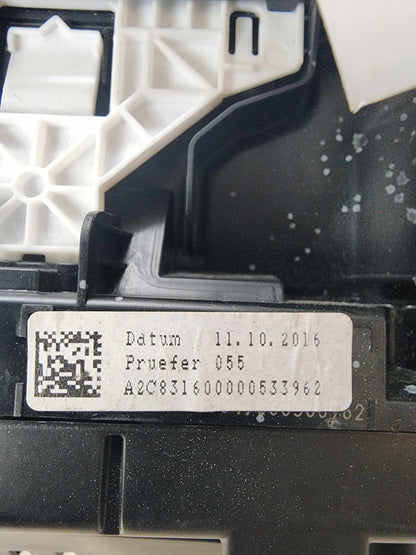 Datum 11.10.2016
Pruefer 055
A2C831600000533962